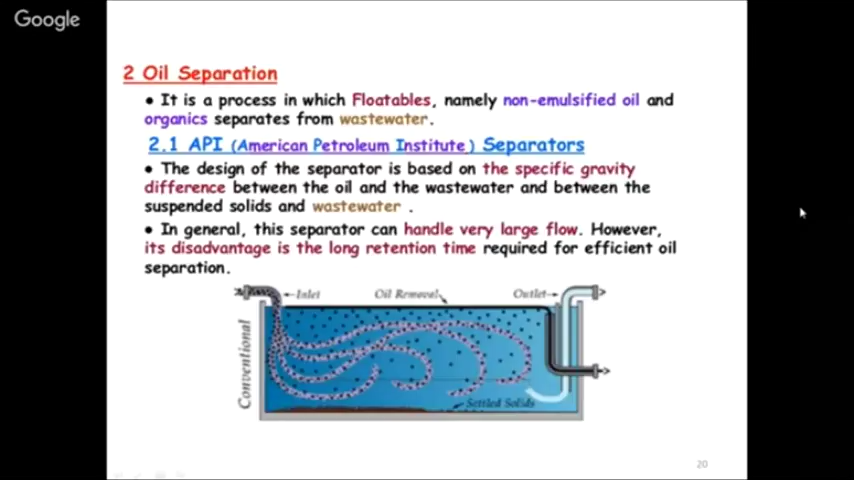 Google
2 Oil Separation
• It is a process in which Floatables, namely non-emulsified oil and
organics separates from wastewater.
2.1 API (American Petroleum Institute) Separators
• The design of the separator is based on the specific gravity
difference between the oil and the wastewater and between the
suspended solids and wastewater .
• In general, this separator can handle very large flow. However,
its disadvantage is the long retention time required for efficient oil
separation.
Inlet
Oil Removal
Outlet
Conventional
Settled Solids
20